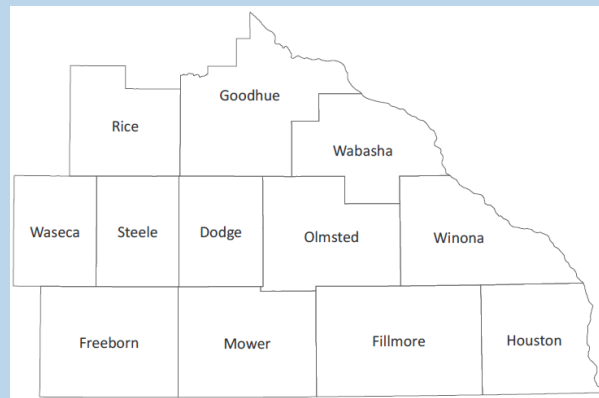 Goodhue
Rice
Wabasha
Waseca
Steele
Dodge
Olmsted
Winona
Freeborn
Mower
Fillmore
Houston